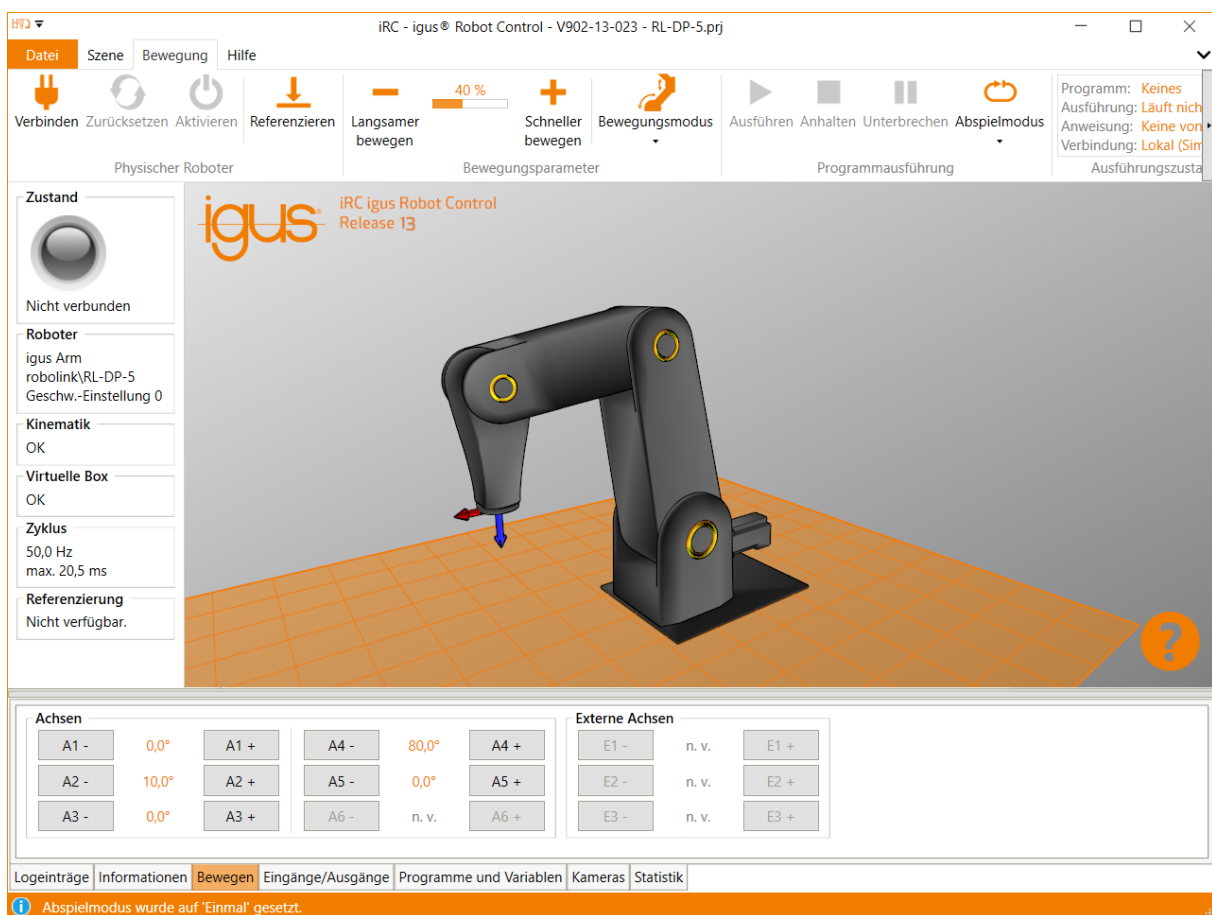 iRC - igus® Robot Control - V902-13-023 - RL-DP-5.prj
Datei Szene Bewegung Hilfe
Verbinden Zurücksetzen Aktivieren Referenzieren
Physischer Roboter
40 %
Langsamer bewegen
Schneller bewegen
Bewegungsmodus
Bewegungsparameter
Ausführen Anhalten Unterbrechen Abspielmodus
Programmausführung
Programm: Keines
Ausführung: Läuft nich
Anweisung: Keine von
Verbindung: Lokal (Sim
Ausführungszusta
Zustand
Nicht verbunden
Roboter
igus Arm
robolink\RL-DP-5
Geschw.-Einstellung 0
Kinematik
OK
Virtuelle Box
OK
Zyklus
50,0 Hz
max. 20,5 ms
Referenzierung
Nicht verfügbar.
igus
iRC igus Robot Control
Release 13
?
Achsen
A1 - 0,0° A1 + A4 - 80,0° A4 +
A2 - 10,0° A2 + A5 - 0,0° A5 +
A3 - 0,0° A3 + A6 - n. v. A6 +
Externe Achsen
E1 - n. v. E1 +
E2 - n. v. E2 +
E3 - n. v. E3 +
Logeinträge Informationen Bewegen Eingänge/Ausgänge Programme und Variablen Kameras Statistik
Abspielmodus wurde auf 'Einmal' gesetzt.